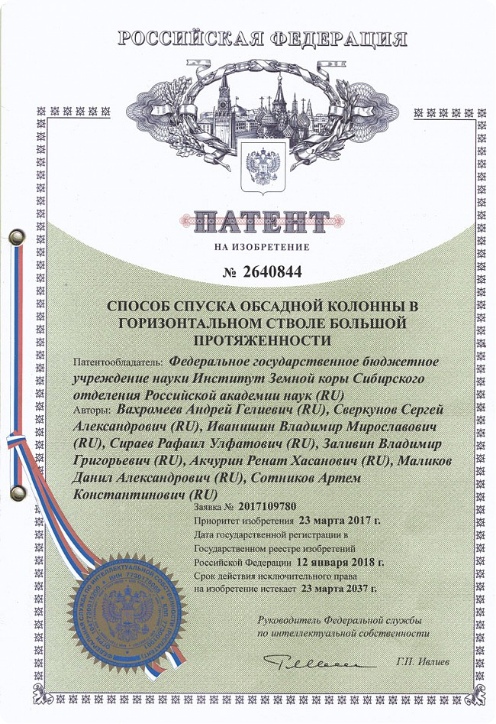 РОССИЙСКАЯ ФЕДЕРАЦИЯ
ПАТЕНТ
НА ИЗОБРЕТЕНИЕ
№ 2640844
СПОСОБ СПУСКА ОБСАДНОЙ КОЛОННЫ В
ГОРИЗОНТАЛЬНОМ СТВОЛЕ БОЛЬШОЙ
ПРОТЯЖЕННОСТИ
Патентообладатель: Федеральное государственное бюджетное
учреждение науки Институт Земной коры Сибирского
отделения Российской академии наук (RU)
Авторы: Вахромеев Андрей Гелиевич (RU), Сверкунов Сергей
Александрович (RU), Иванишин Владимир Мирославович
(RU), Сираев Рафаил Улфатович (RU), Заливин Владимир
Григорьевич (RU), Акчурин Ренат Хасанович (RU), Маликов
Данил Александрович (RU), Сотников Артем
Константинович (RU)
Заявка № 2017109780
Приоритет изобретения 23 марта 2017 г.
Дата государственной регистрации в
Государственном реестре изобретений
Российской Федерации 12 января 2018 г.
Срок действия исключительного права
на изобретение истекает 23 марта 2037 г.
Руководитель Федеральной службы
по интеллектуальной собственности
Г.П. Ивлиев